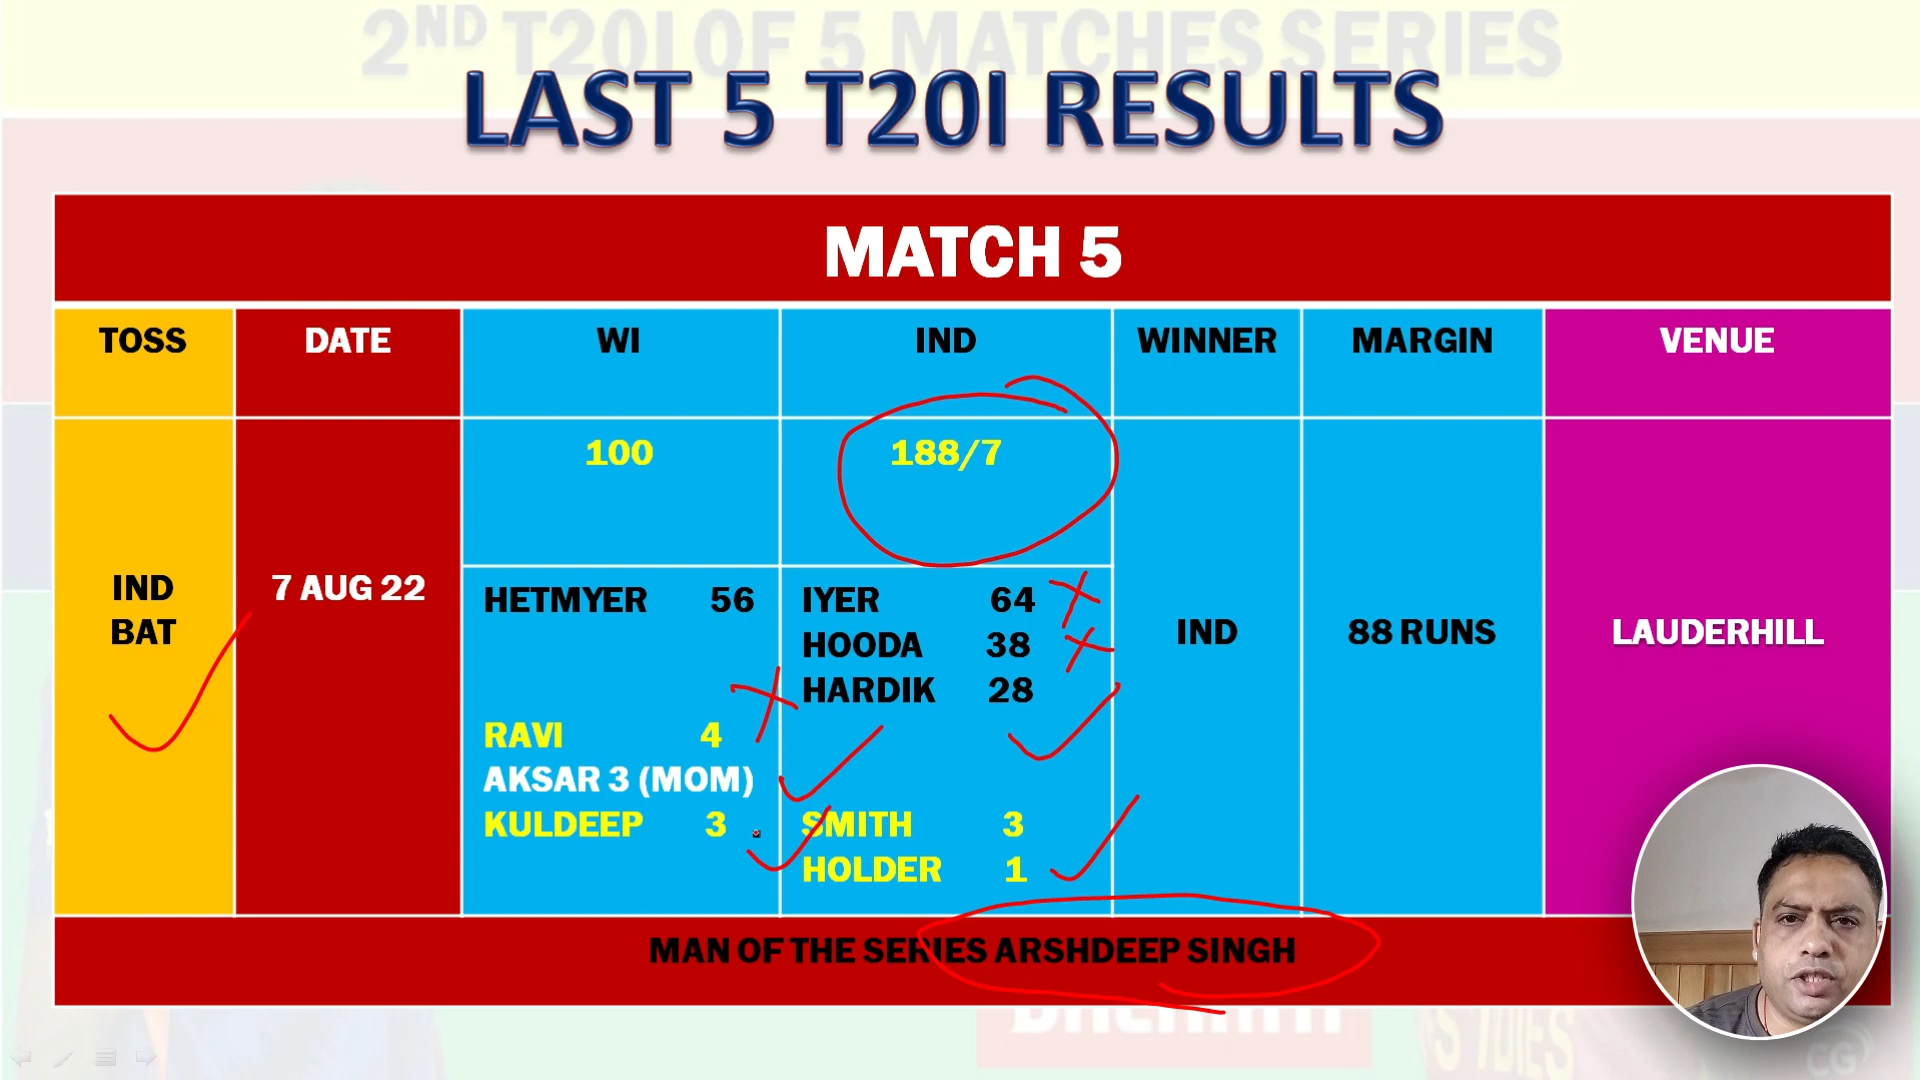 2ND T20I OF 5 MATCHES SERIES
LAST 5 T20I RESULTS
MATCH 5
TOSS DATE WI IND WINNER MARGIN VENUE
100 188/7
IND BAT
7 AUG 22
HETMYER 56
RAVI 4
AKSAR 3 (MOM)
KULDEEP 3
IYER 64
HOODA 38
HARDIK 28
SMITH 3
HOLDER 1
IND
88 RUNS
LAUDERHILL
MAN OF THE SERIES ARSHDEEP SINGH
CG